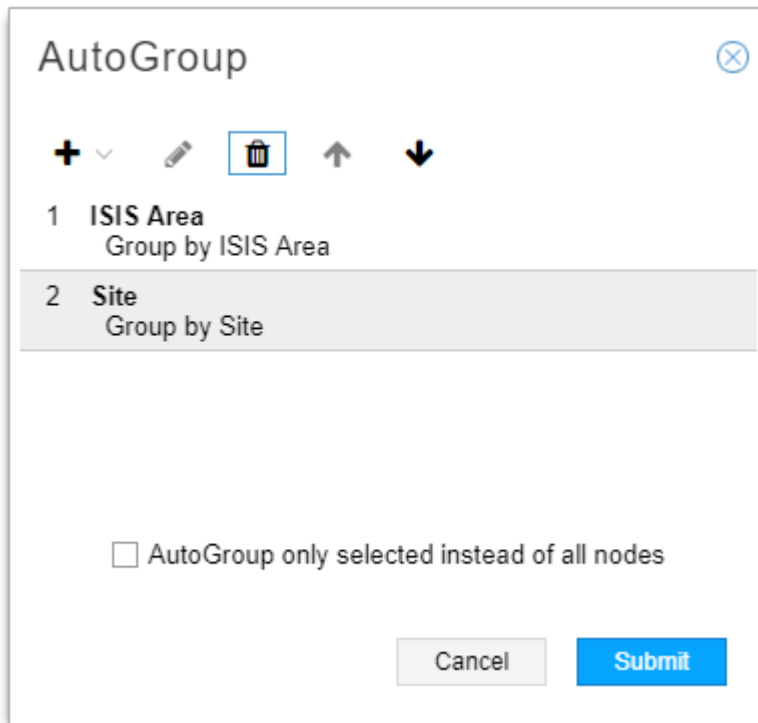 AutoGroup
1 ISIS Area
Group by ISIS Area
2 Site
Group by Site
AutoGroup only selected instead of all nodes
Cancel Submit